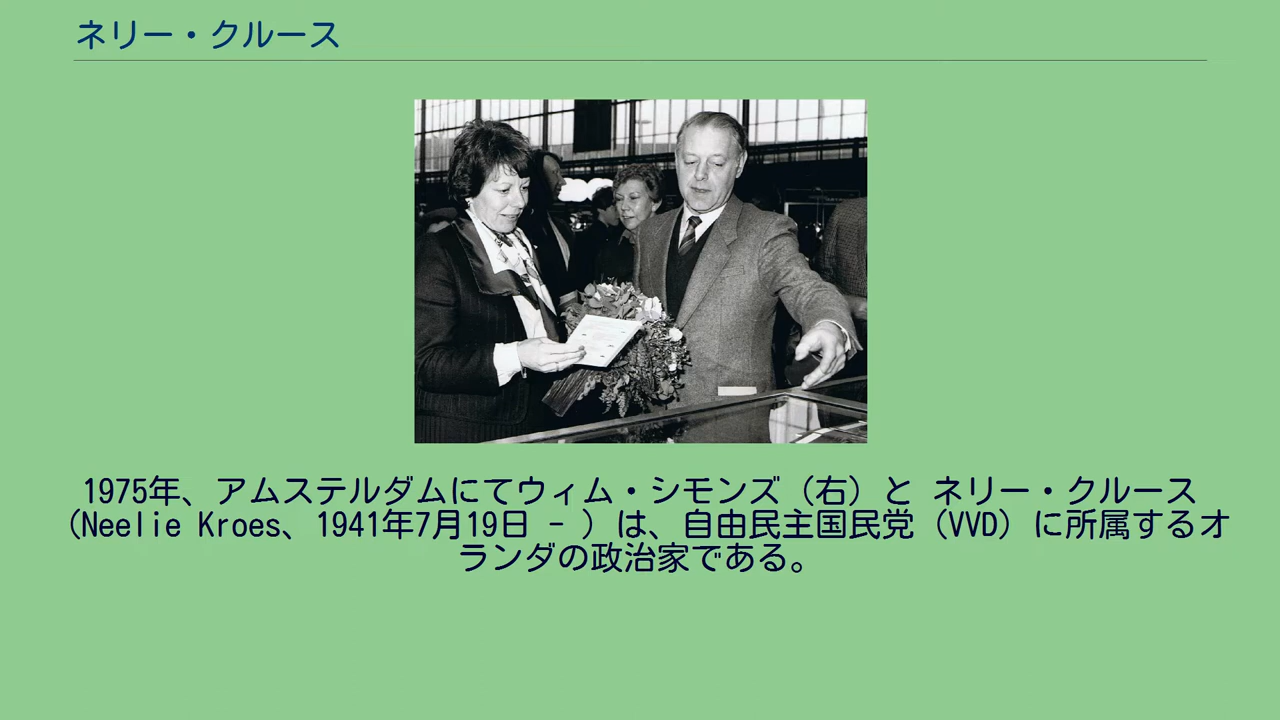 ネリー・クルース
1975年、アムステルダムにてウィム・シモンズ（右）と ネリー・クルース
（Neelie Kroes、1941年7月19日 - ）は、自由民主国民党（VVD）に所属するオ
ランダの政治家である。